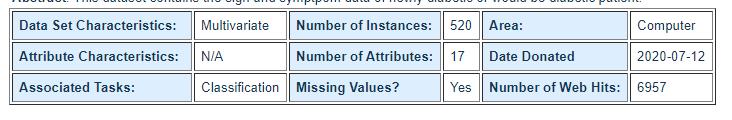 Abstract: This dataset contains the sign and symptpom data of newly diabetic or would be diabetic patient.
Data Set Characteristics: Multivariate Number of Instances: 520 Area: Computer
Attribute Characteristics: N/A Number of Attributes: 17 Date Donated 2020-07-12
Associated Tasks: Classification Missing Values? Yes Number of Web Hits: 6957